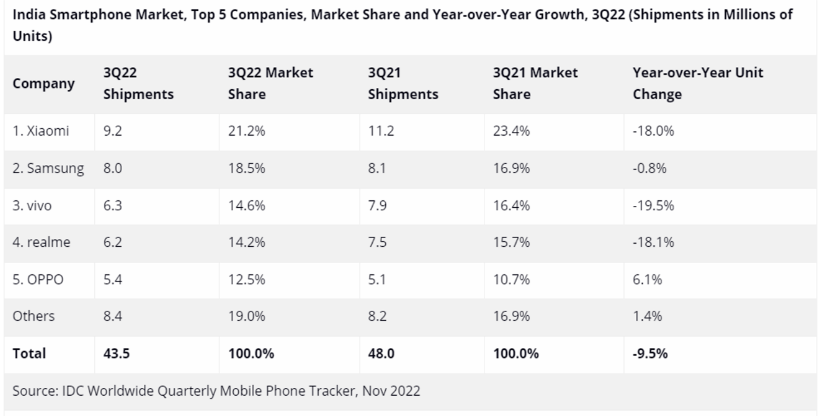 India Smartphone Market, Top 5 Companies, Market Share and Year-over-Year Growth, 3Q22 (Shipments in Millions of
Units)
Company 3Q22 Shipments 3Q22 Market Share 3Q21 Shipments 3Q21 Market Share Year-over-Year Unit Change
1. Xiaomi 9.2 21.2% 11.2 23.4% -18.0%
2. Samsung 8.0 18.5% 8.1 16.9% -0.8%
3. vivo 6.3 14.6% 7.9 16.4% -19.5%
4. realme 6.2 14.2% 7.5 15.7% -18.1%
5. OPPO 5.4 12.5% 5.1 10.7% 6.1%
Others 8.4 19.0% 8.2 16.9% 1.4%
Total 43.5 100.0% 48.0 100.0% -9.5%
Source: IDC Worldwide Quarterly Mobile Phone Tracker, Nov 2022